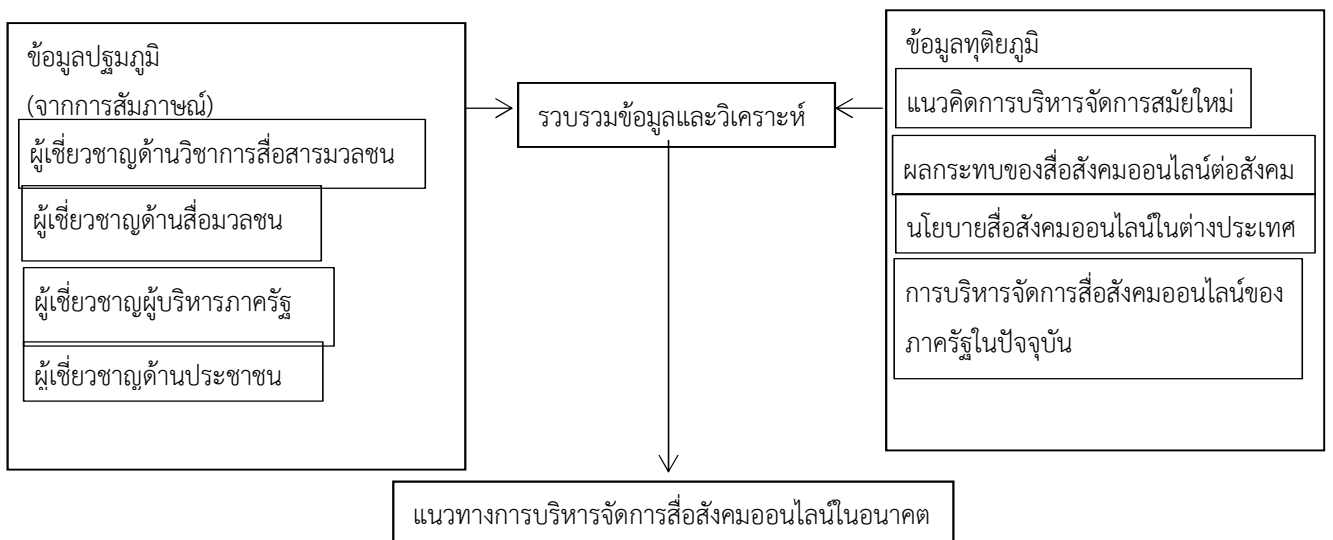 ข้อมูลปฐมภูมิ
(จากการสัมภาษณ์)
ผู้เชี่ยวชาญด้านวิชาการสื่อสารมวลชน
ผู้เชี่ยวชาญด้านสื่อมวลชน
ผู้เชี่ยวชาญผู้บริหารภาครัฐ
ผู้เชี่ยวชาญด้านประชาชน
รวบรวมข้อมูลและวิเคราะห์
ข้อมูลทุติยภูมิ
แนวคิดการบริหารจัดการสมัยใหม่
ผลกระทบของสื่อสังคมออนไลน์ต่อสังคม
นโยบายสื่อสังคมออนไลน์ในต่างประเทศ
การบริหารจัดการสื่อสังคมออนไลน์ของ
ภาครัฐในปัจจุบัน
แนวทางการบริหารจัดการสื่อสังคมออนไลน์ในอนาคต